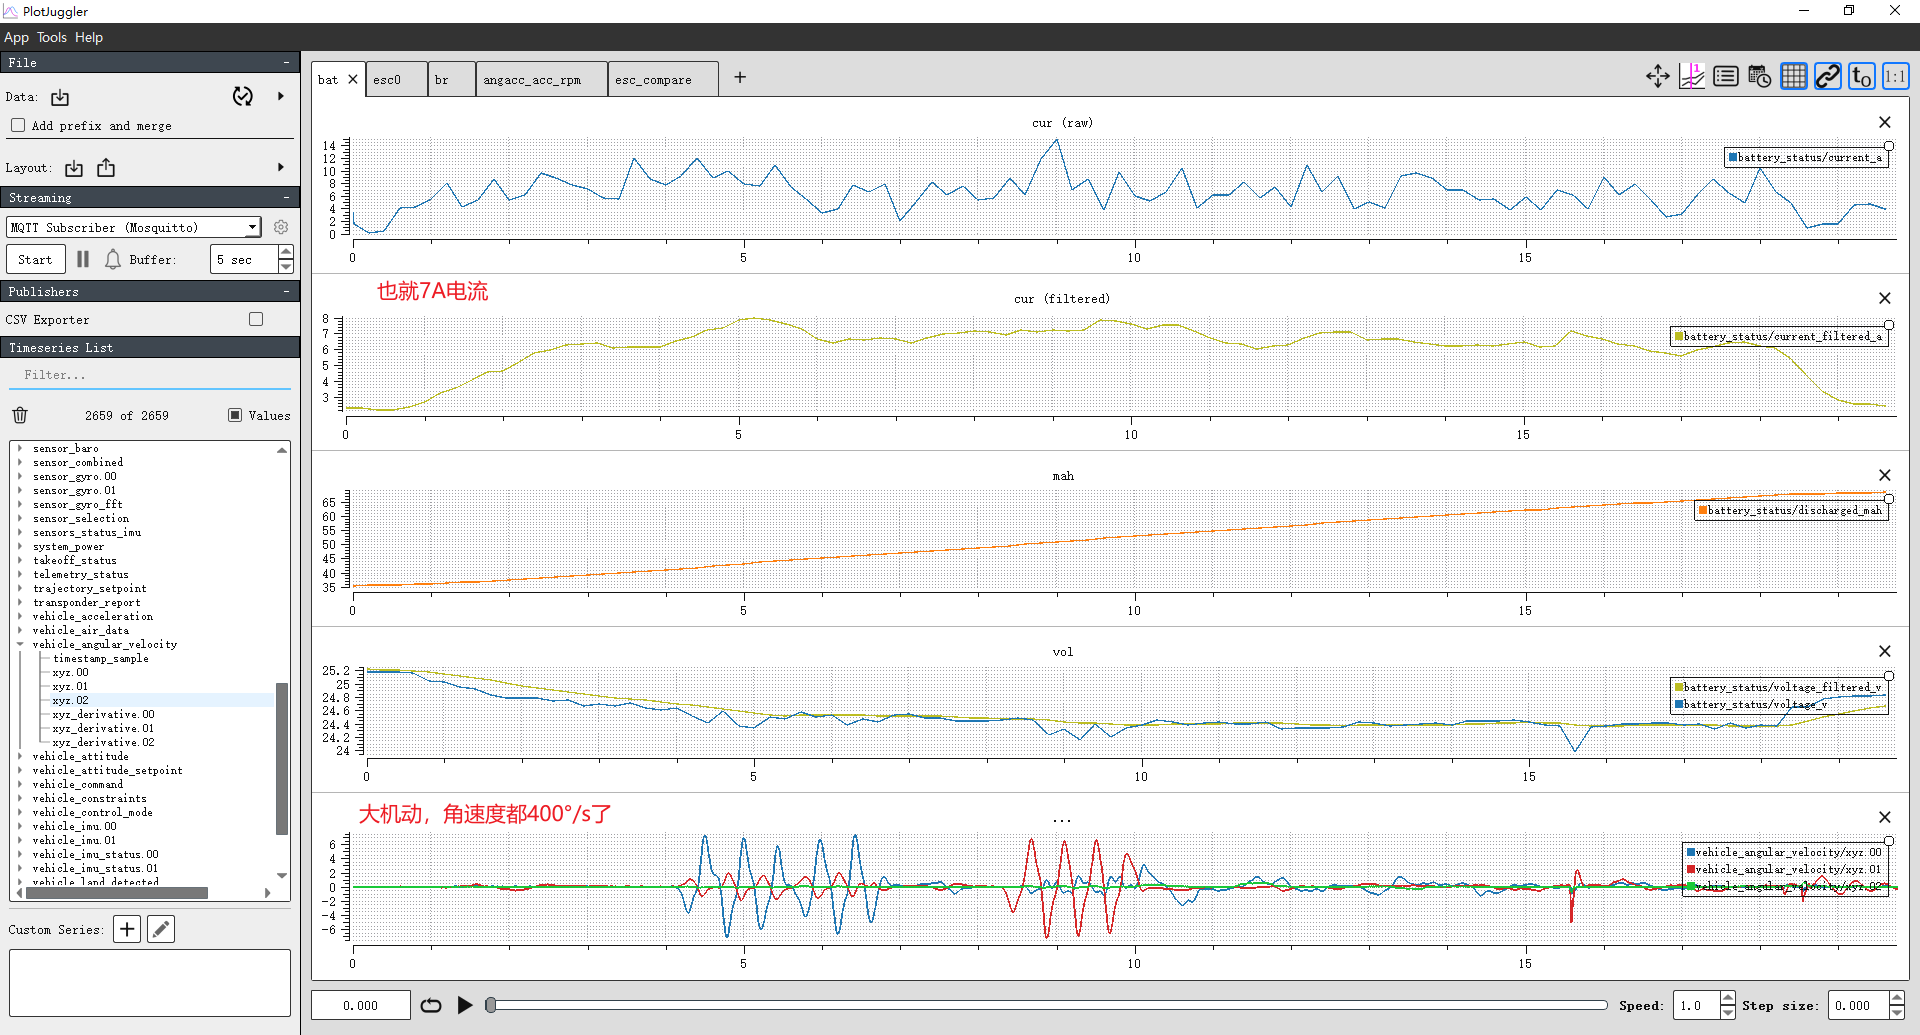 PlotJuggler
App Tools Help
File -
Data:
Add prefix and merge
Layout:
Streaming -
MQTT Subscriber (Mosquitto)
Start Buffer: 5 sec
Publishers -
CSV Exporter
Timeseries List
Filter...
2659 of 2659 Values
sensor_baro
sensor_combined
sensor_gyro.00
sensor_gyro.01
sensor_gyro_fft
sensor_selection
sensors_status_imu
system_power
takeoff_status
telemetry_status
trajectory_setpoint
transponder_report
vehicle_acceleration
vehicle_air_data
vehicle_angular_velocity
timestamp_sample
xyz.00
xyz.01
xyz.02
xyz_derivative.00
xyz_derivative.01
xyz_derivative.02
vehicle_attitude
vehicle_attitude_setpoint
vehicle_command
vehicle_constraints
vehicle_control_mode
vehicle_imu.00
vehicle_imu.01
vehicle_imu_status.00
vehicle_imu_status.01
vehicle_land_detected
Custom Series:
bat esc0 br angacc_acc_rpm esc_compare
1 t0 1:1
cur (raw)
battery_status/current_a
14
12
10
8
6
4
2
0
0 5 10 15
也就7A电流
cur (filtered)
battery_status/current_filtered_a
8
7
6
5
4
3
0 5 10 15
mah
battery_status/discharged_mah
65
60
55
50
45
40
35
0 5 10 15
vol
battery_status/voltage_filtered_v
battery_status/voltage_v
25.2
25
24.8
24.6
24.4
24.2
24
0 5 10 15
大机动，角速度都400°/s了
...
vehicle_angular_velocity/xyz.00
vehicle_angular_velocity/xyz.01
vehicle_angular_velocity/xyz.02
6
4
2
0
-2
-4
-6
0 5 10 15
0.000 Speed: 1.0 Step size: 0.000